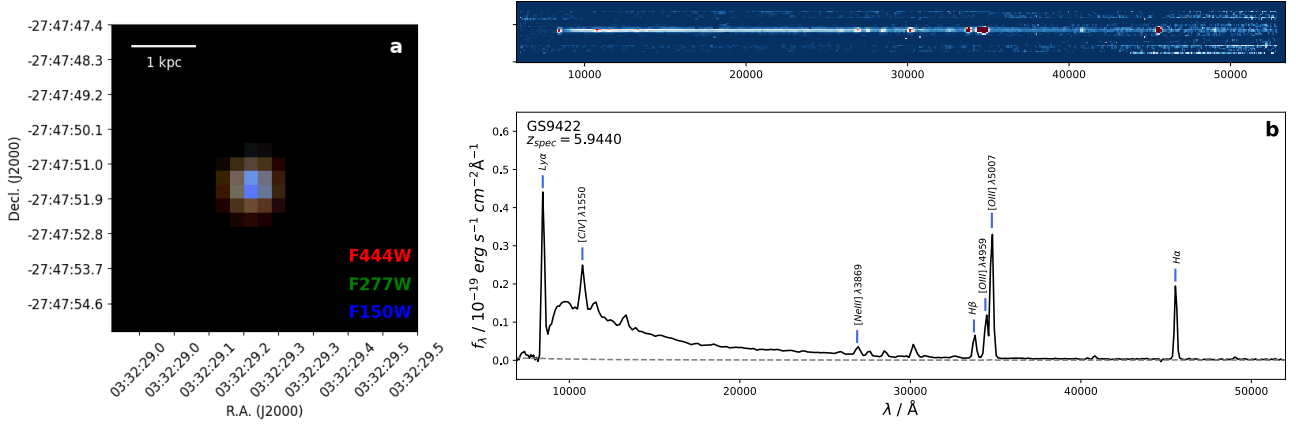 -27:47:47.4
-27:47:48.3
-27:47:49.2
-27:47:50.1
-27:47:51.0
-27:47:51.9
-27:47:52.8
-27:47:53.7
-27:47:54.6
Decl. (J2000)
1 kpc
a
F444W
F277W
F150W
03:32:29.0
03:32:29.0
03:32:29.1
03:32:29.2
03:32:29.3
03:32:29.3
03:32:29.4
03:32:29.5
03:32:29.5
R.A. (J2000)
10000 20000 30000 40000 50000
GS9422
z_spec = 5.9440
b
Lyα
[CIV] λ1550
[NeIII] λ3869
Hβ
[OIII] λ4959
[OIII] λ5007
Hα
0.6
0.5
0.4
0.3
0.2
0.1
0.0
f_λ / 10⁻¹⁹ erg s⁻¹ cm⁻² Å⁻¹
10000 20000 30000 40000 50000
λ / Å